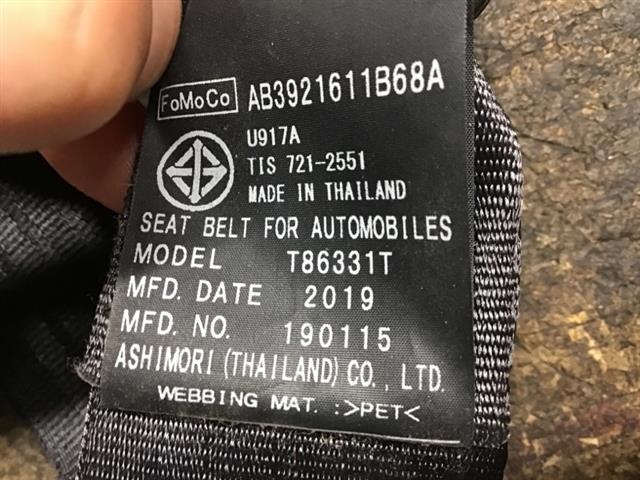 FoMoCo AB3921611B68A
U917A
TIS 721-2551
MADE IN THAILAND
SEAT BELT FOR AUTOMOBILES
MODEL T86331T
MFD. DATE 2019
MFD. NO. 190115
ASHIMORI (THAILAND) CO., LTD.
WEBBING MAT. :>PET<